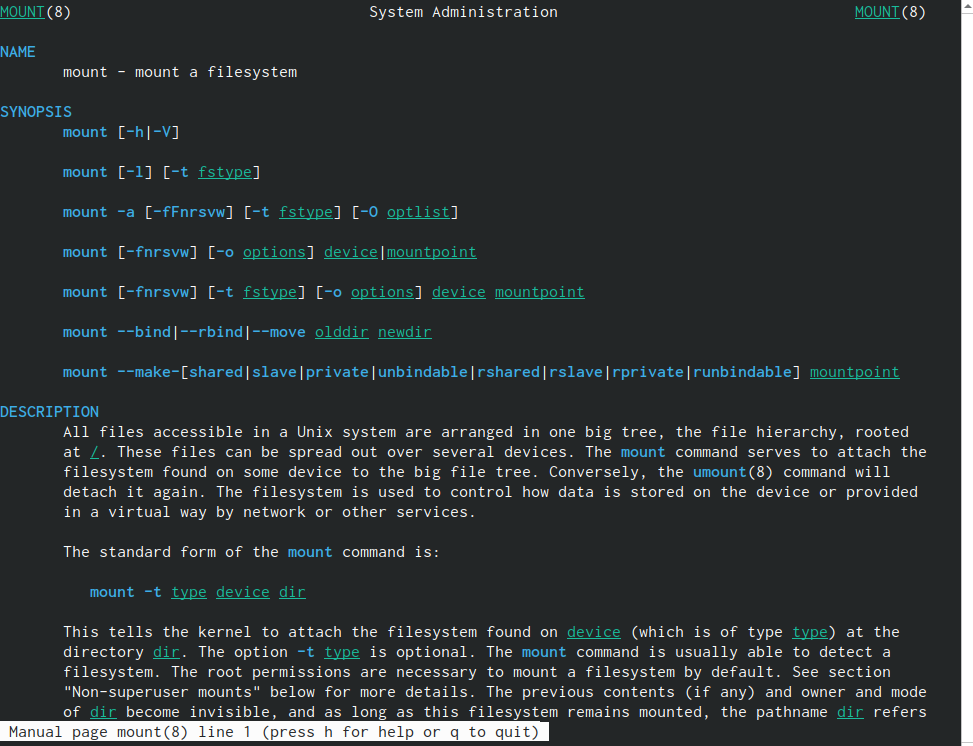 MOUNT(8) System Administration MOUNT(8)
NAME
mount - mount a filesystem
SYNOPSIS
mount [-h|-V]
mount [-l] [-t fstype]
mount -a [-fFnrsvw] [-t fstype] [-O optlist]
mount [-fnrsvw] [-o options] device|mountpoint
mount [-fnrsvw] [-t fstype] [-o options] device mountpoint
mount --bind|--rbind|--move olddir newdir
mount --make-[shared|slave|private|unbindable|rshared|rslave|rprivate|runbindable] mountpoint
DESCRIPTION
All files accessible in a Unix system are arranged in one big tree, the file hierarchy, rooted
at /. These files can be spread out over several devices. The mount command serves to attach the
filesystem found on some device to the big file tree. Conversely, the umount(8) command will
detach it again. The filesystem is used to control how data is stored on the device or provided
in a virtual way by network or other services.
The standard form of the mount command is:
mount -t type device dir
This tells the kernel to attach the filesystem found on device (which is of type type) at the
directory dir. The option -t type is optional. The mount command is usually able to detect a
filesystem. The root permissions are necessary to mount a filesystem by default. See section
"Non-superuser mounts" below for more details. The previous contents (if any) and owner and mode
of dir become invisible, and as long as this filesystem remains mounted, the pathname dir refers
Manual page mount(8) line 1 (press h for help or q to quit)